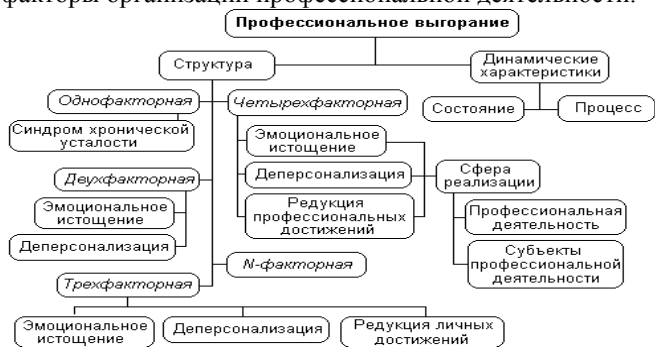 факторы организации профессиональной деятельности.
Профессиональное выгорание
Структура
Динамические
характеристики
Однофакторная
Четырехфакторная
Состояние
Процесс
Синдром хронической
усталости
Эмоциональное
истощение
Двухфакторная
Деперсонализация
Сфера
реализации
Эмоциональное
истощение
Редукция
профессиональных
достижений
Профессиональная
деятельность
Деперсонализация
Субъекты
профессиональной
деятельности
N-факторная
Трехфакторная
Эмоциональное
истощение
Деперсонализация
Редукция личных
достижений